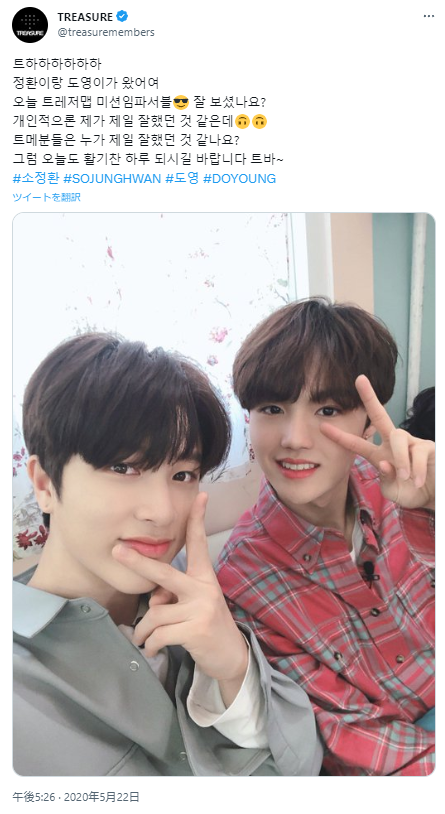 TREASURE
TREASURE
@treasuremembers
트하하하하하하
정환이랑 도영이가 왔어여
오늘 트레저맵 미션임파서블😎 잘 보셨나요?
개인적으론 제가 제일 잘했던 것 같은데🙃🙃
트메분들은 누가 제일 잘했던 것 같나요?
그럼 오늘도 활기찬 하루 되시길 바랍니다 트바~
#소정환 #SOJUNGHWAN #도영 #DOYOUNG
ツイートを翻訳
午後5:26 · 2020年5月22日